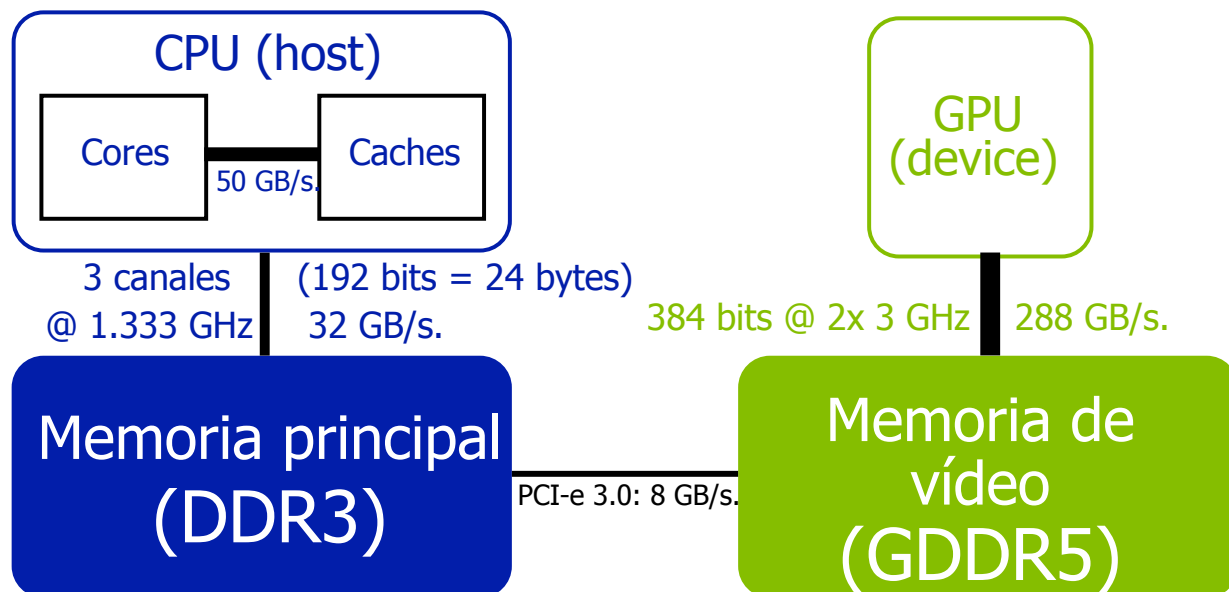 CPU (host)
Cores
50 GB/s.
Caches
3 canales
@ 1.333 GHz
(192 bits = 24 bytes)
32 GB/s.
Memoria principal
(DDR3)
PCI-e 3.0: 8 GB/s.
GPU
(device)
384 bits @ 2x 3 GHz
288 GB/s.
Memoria de
vídeo
(GDDR5)